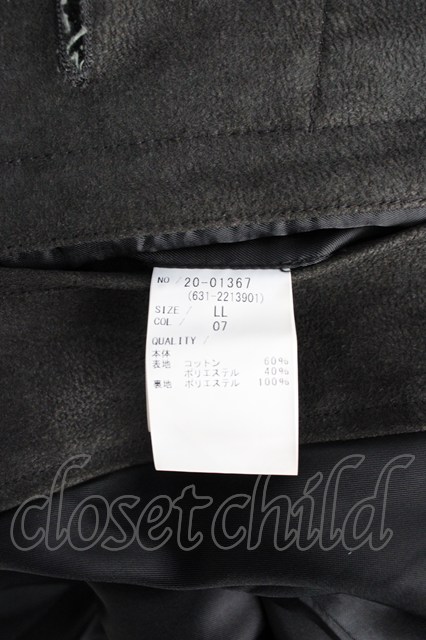 NO / 20-01367
(631-2213901)
SIZE / LL
COL / 07
QUALITY /
本体
表地 コットン 60%
ポリエステル 40%
裏地 ポリエステル 100%
closet child